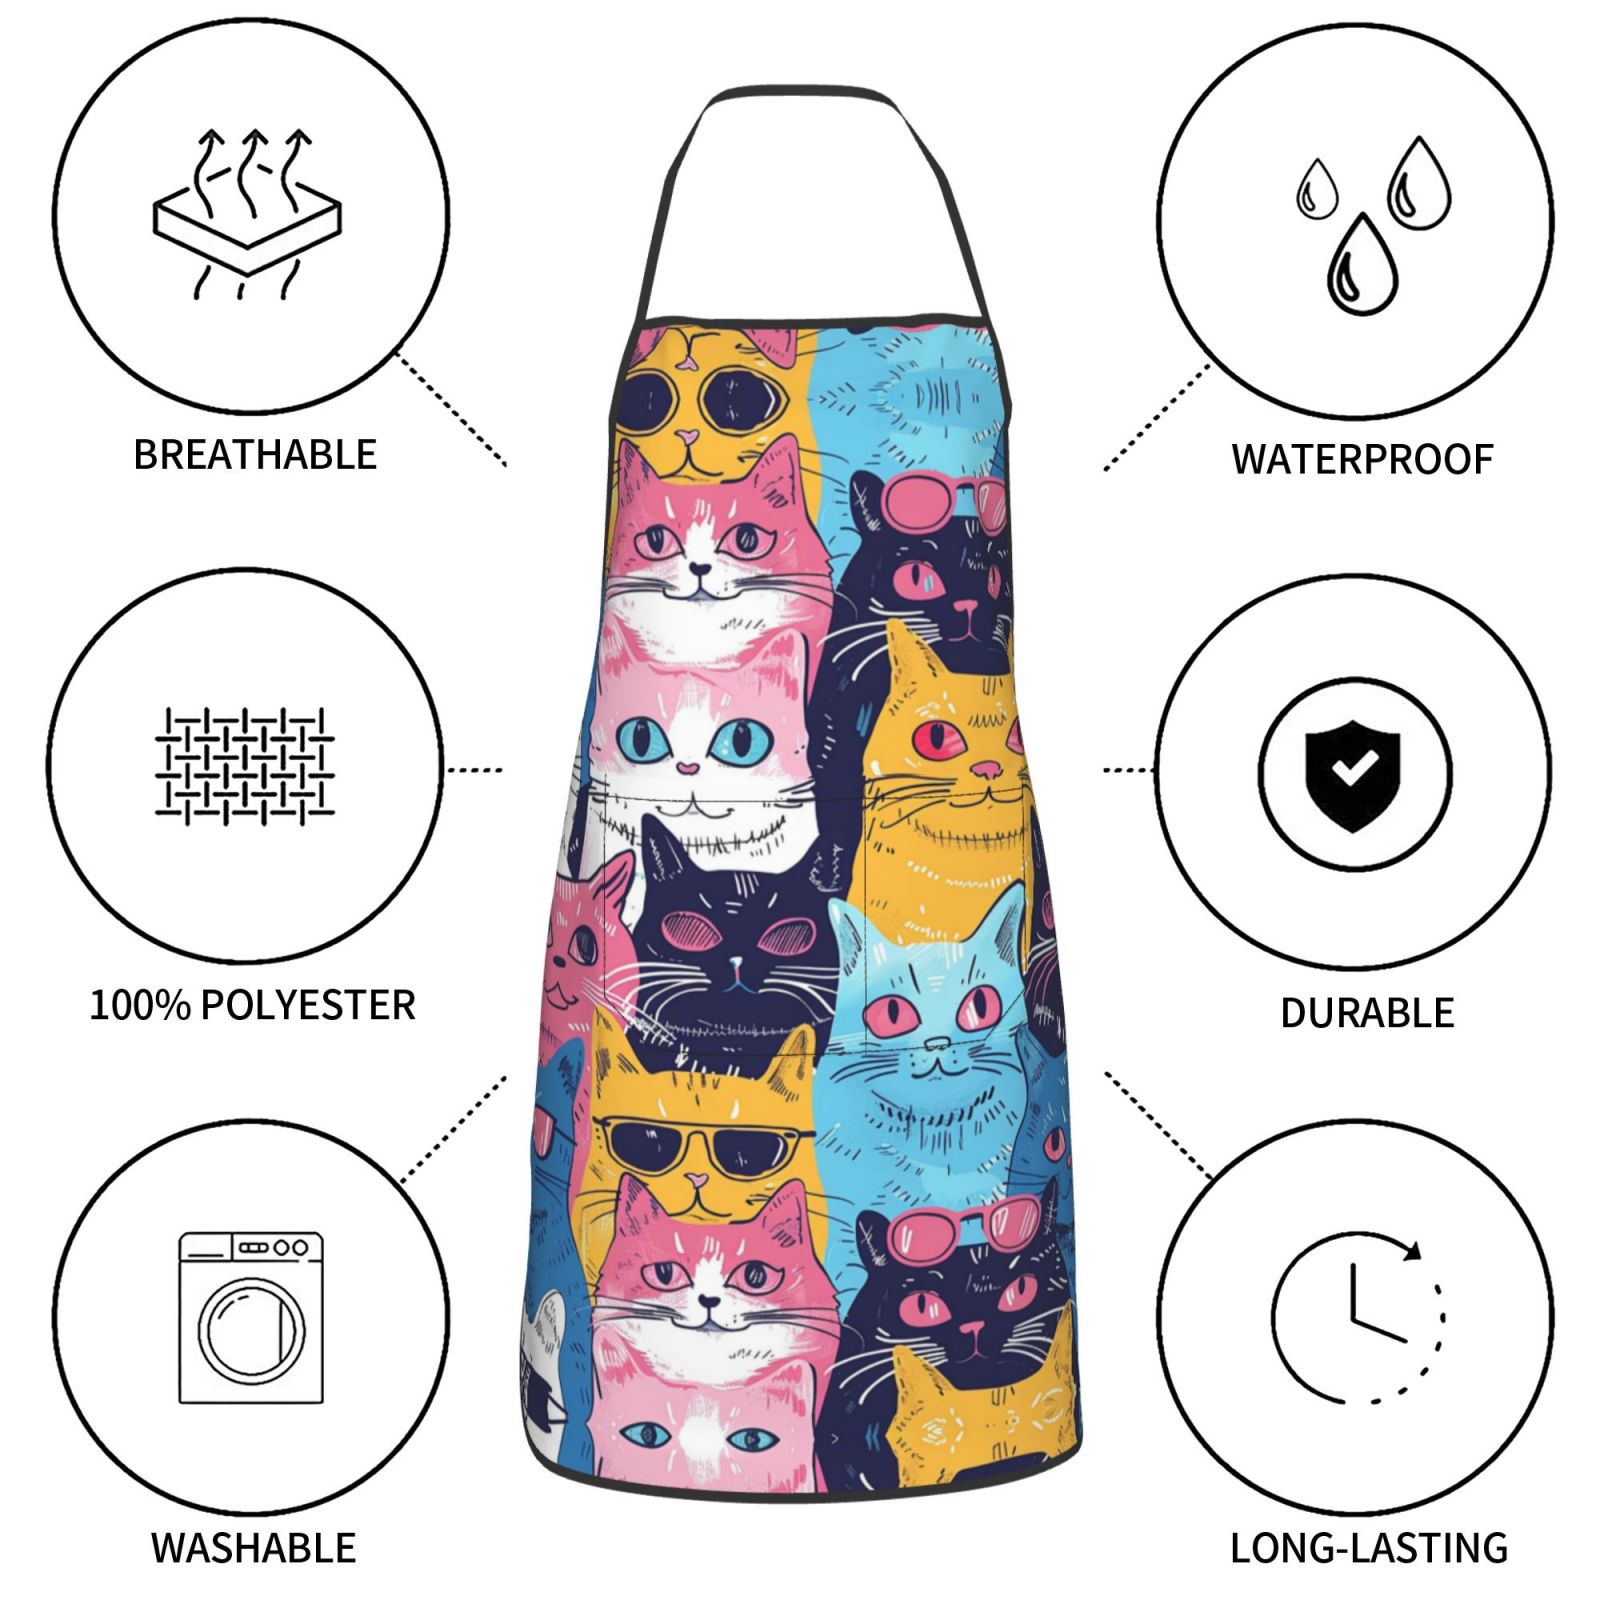 BREATHABLE
WATERPROOF
100% POLYESTER
DURABLE
WASHABLE
LONG-LASTING